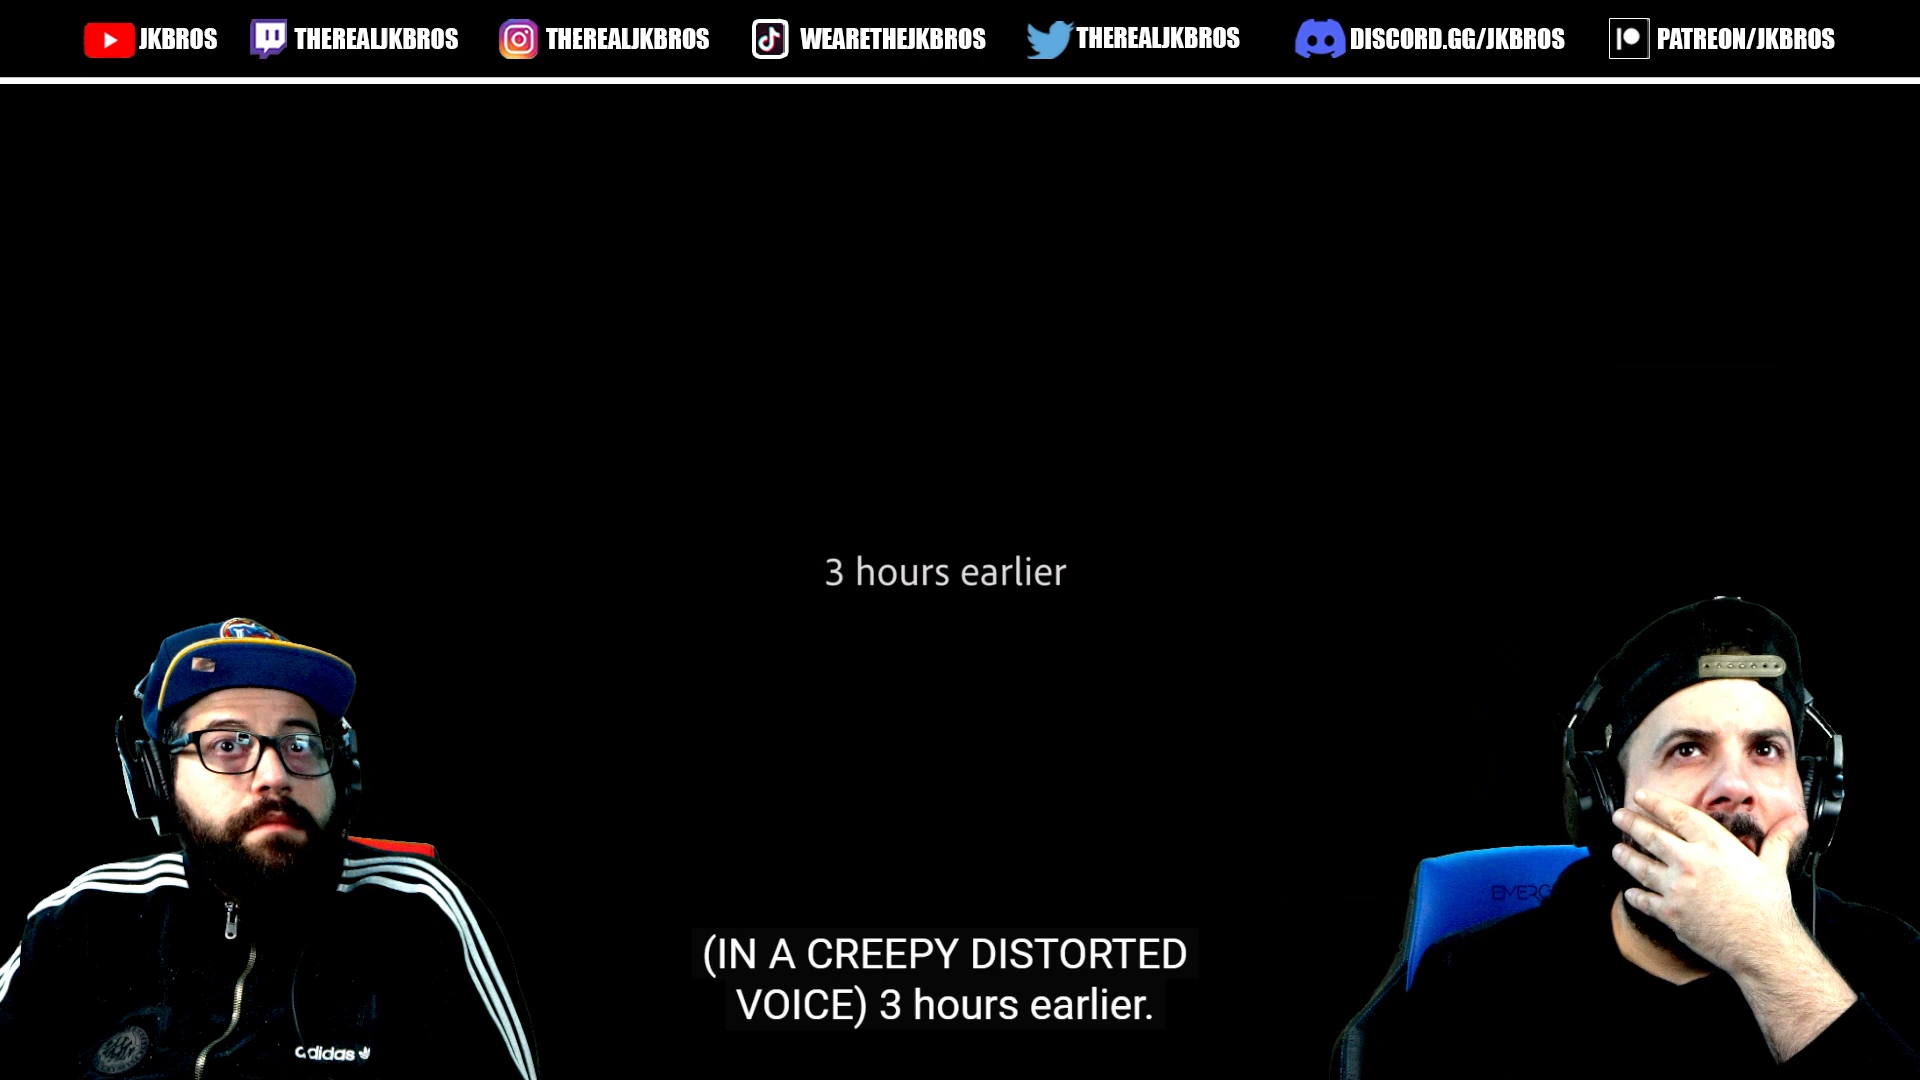 JKBROS THEREALJKBROS THEREALJKBROS WEARETHEJKBROS THEREALJKBROS DISCORD.GG/JKBROS PATREON/JKBROS
3 hours earlier
EMERG
adidas
(IN A CREEPY DISTORTED
VOICE) 3 hours earlier.